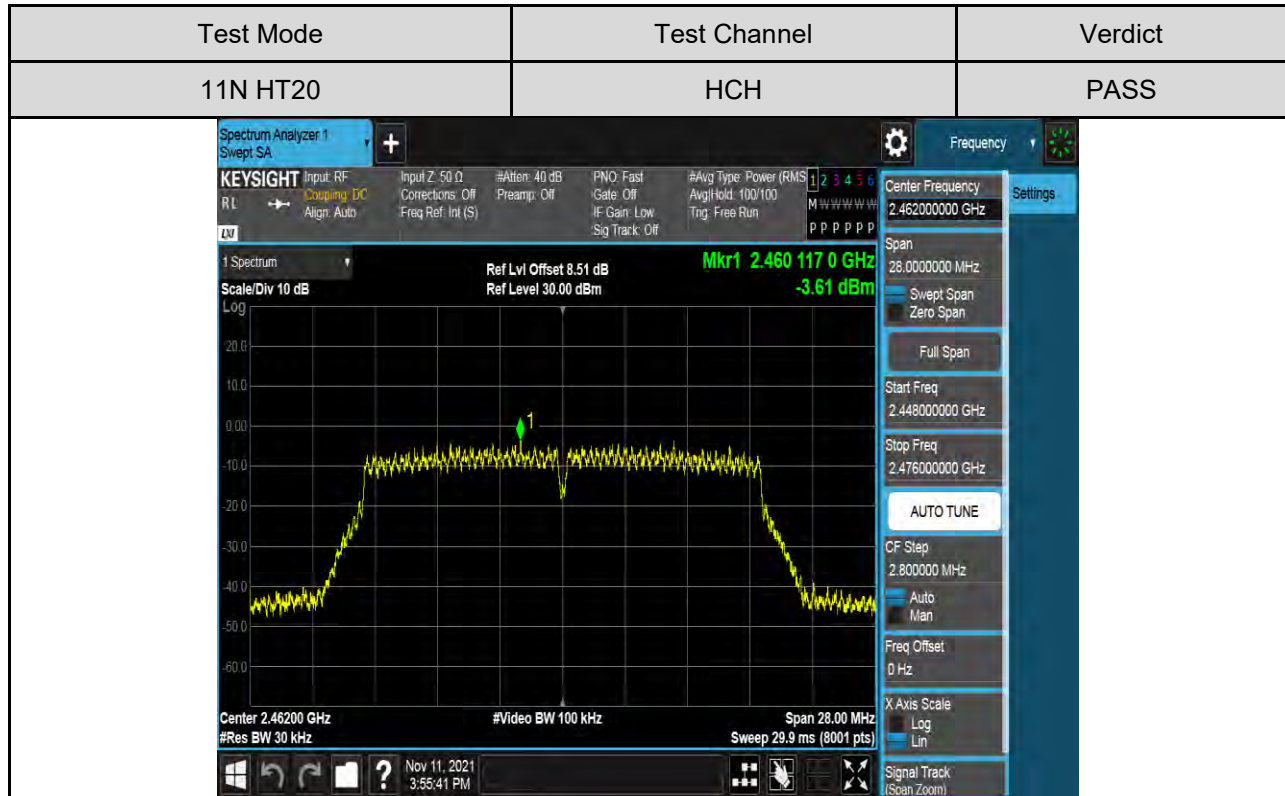 Test Mode Test Channel Verdict
11N HT20 HCH PASS
Spectrum Analyzer 1
Swept SA
+
Frequency
KEYSIGHT Input: RF Input Z: 50 Ω #Atten: 40 dB PNO: Fast #Avg Type: Power (RMS 1 2 3 4 5 6
R L Coupling: DC Corrections: Off Preamp: Off Gate: Off Avg|Hold: 100/100 M W W W W W
Align: Auto Freq Ref: Int (S) IF Gain: Low Trig: Free Run
LXI Sig Track: Off P P P P P P
1 Spectrum Ref Lvl Offset 8.51 dB Mkr1 2.460 117 0 GHz
Scale/Div 10 dB Ref Level 30.00 dBm -3.61 dBm
Log
20.0
10.0
0.00
1
-10.0
-20.0
-30.0
-40.0
-50.0
-60.0
Center 2.46200 GHz #Video BW 100 kHz Span 28.00 MHz
#Res BW 30 kHz Sweep 29.9 ms (8001 pts)
? Nov 11, 2021
3:55:41 PM
Center Frequency
2.462000000 GHz
Settings
Span
28.0000000 MHz
Swept Span
Zero Span
Full Span
Start Freq
2.448000000 GHz
Stop Freq
2.476000000 GHz
AUTO TUNE
CF Step
2.800000 MHz
Auto
Man
Freq Offset
0 Hz
X Axis Scale
Log
Lin
Signal Track
(Span Zoom)